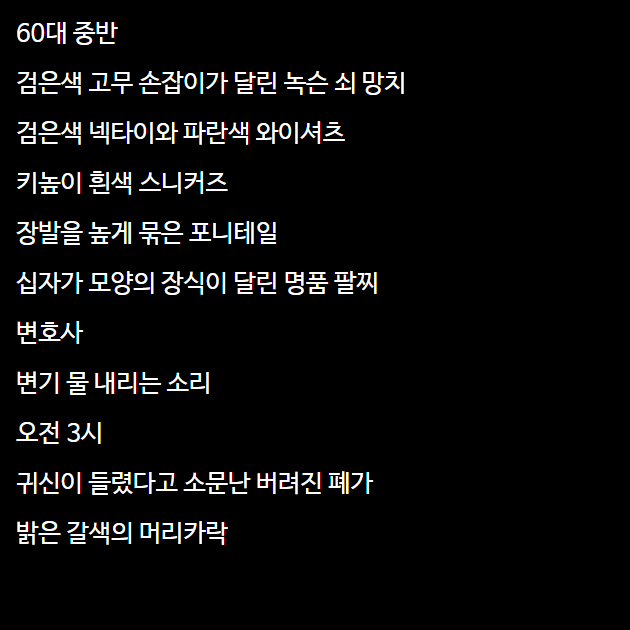 60대 중반
검은색 고무 손잡이가 달린 녹슨 쇠 망치
검은색 넥타이와 파란색 와이셔츠
키높이 흰색 스니커즈
장발을 높게 묶은 포니테일
십자가 모양의 장식이 달린 명품 팔찌
변호사
변기 물 내리는 소리
오전 3시
귀신이 들렸다고 소문난 버려진 폐가
밝은 갈색의 머리카락